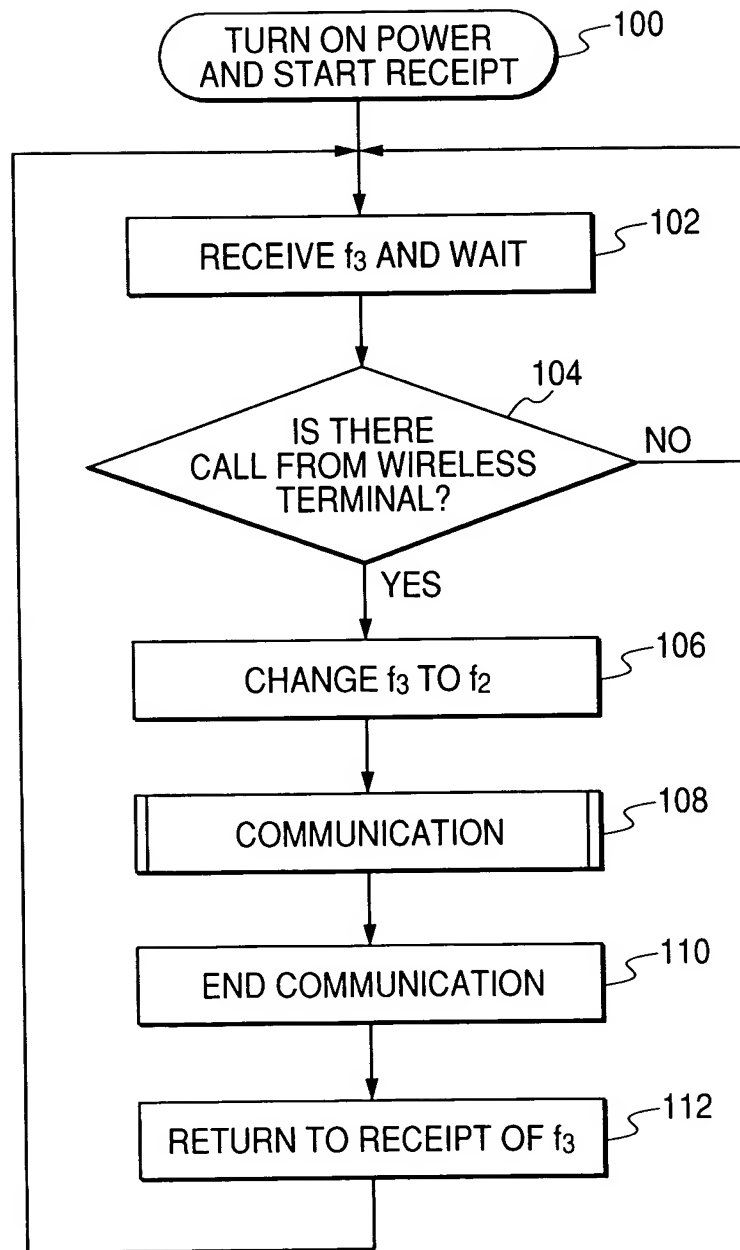 TURN ON POWER
AND START RECEIPT
100
RECEIVE f₃ AND WAIT
102
104
IS THERE
CALL FROM WIRELESS
TERMINAL?
NO
YES
CHANGE f₃ TO f₂
106
COMMUNICATION
108
END COMMUNICATION
110
RETURN TO RECEIPT OF f₃
112